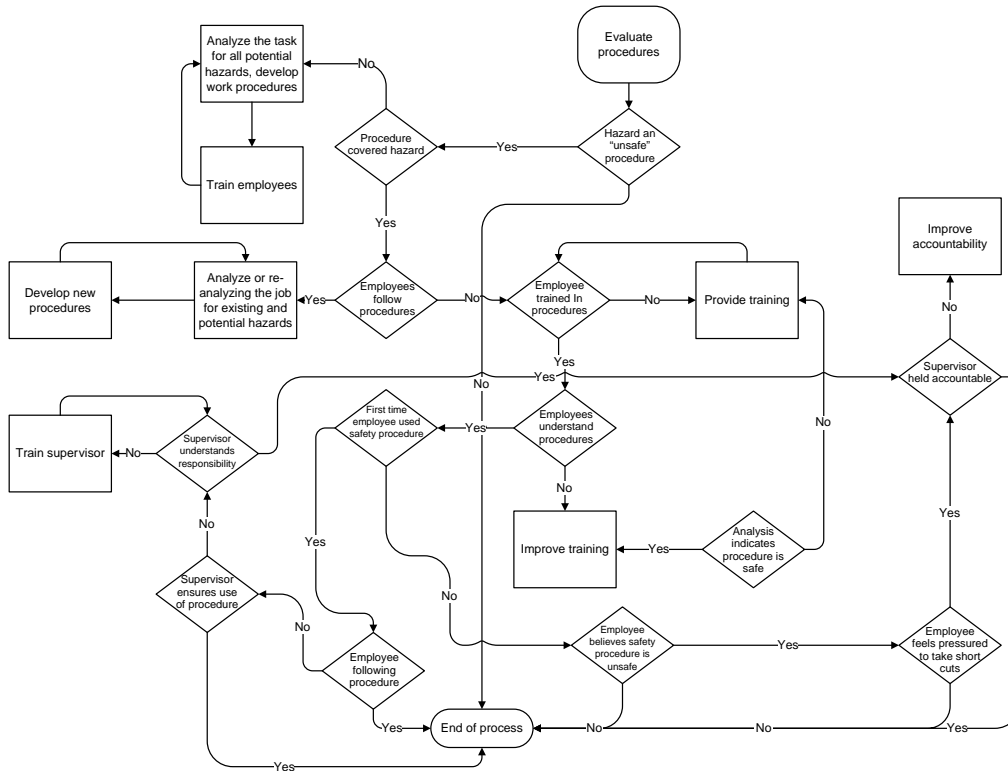 Analyze the task
for all potential
hazards, develop
work procedures
No
Evaluate
procedures
Procedure
covered hazard
Yes
Hazard an
“unsafe”
procedure
Train employees
Yes
Improve
accountability
Develop new
procedures
Analyze or re-
analyzing the job
for existing and
potential hazards
Yes
Employees
follow
procedures
No
Employee
trained In
procedures
No
Provide training
No
Yes
No
Yes
Yes
Supervisor
held accountable
First time
employee used
safety procedure
Yes
Employees
understand
procedures
No
Train supervisor
No
Supervisor
understands
responsibility
No
No
Yes
Yes
Improve training
Yes
Analysis
indicates
procedure is
safe
Supervisor
ensures use
of procedure
No
No
Employee
believes safety
procedure is
unsafe
Yes
Employee
feels pressured
to take short
cuts
Employee
following
procedure
Yes
End of process
No
No
Yes
Yes